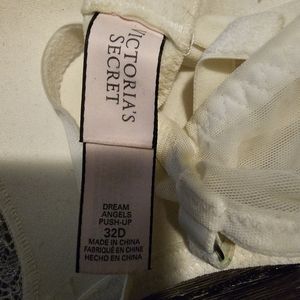 VICTORIA'S
SECRET
DREAM
ANGELS
PUSH-UP
32D
MADE IN CHINA
FABRIQUÉ EN CHINE
HECHO EN CHINA